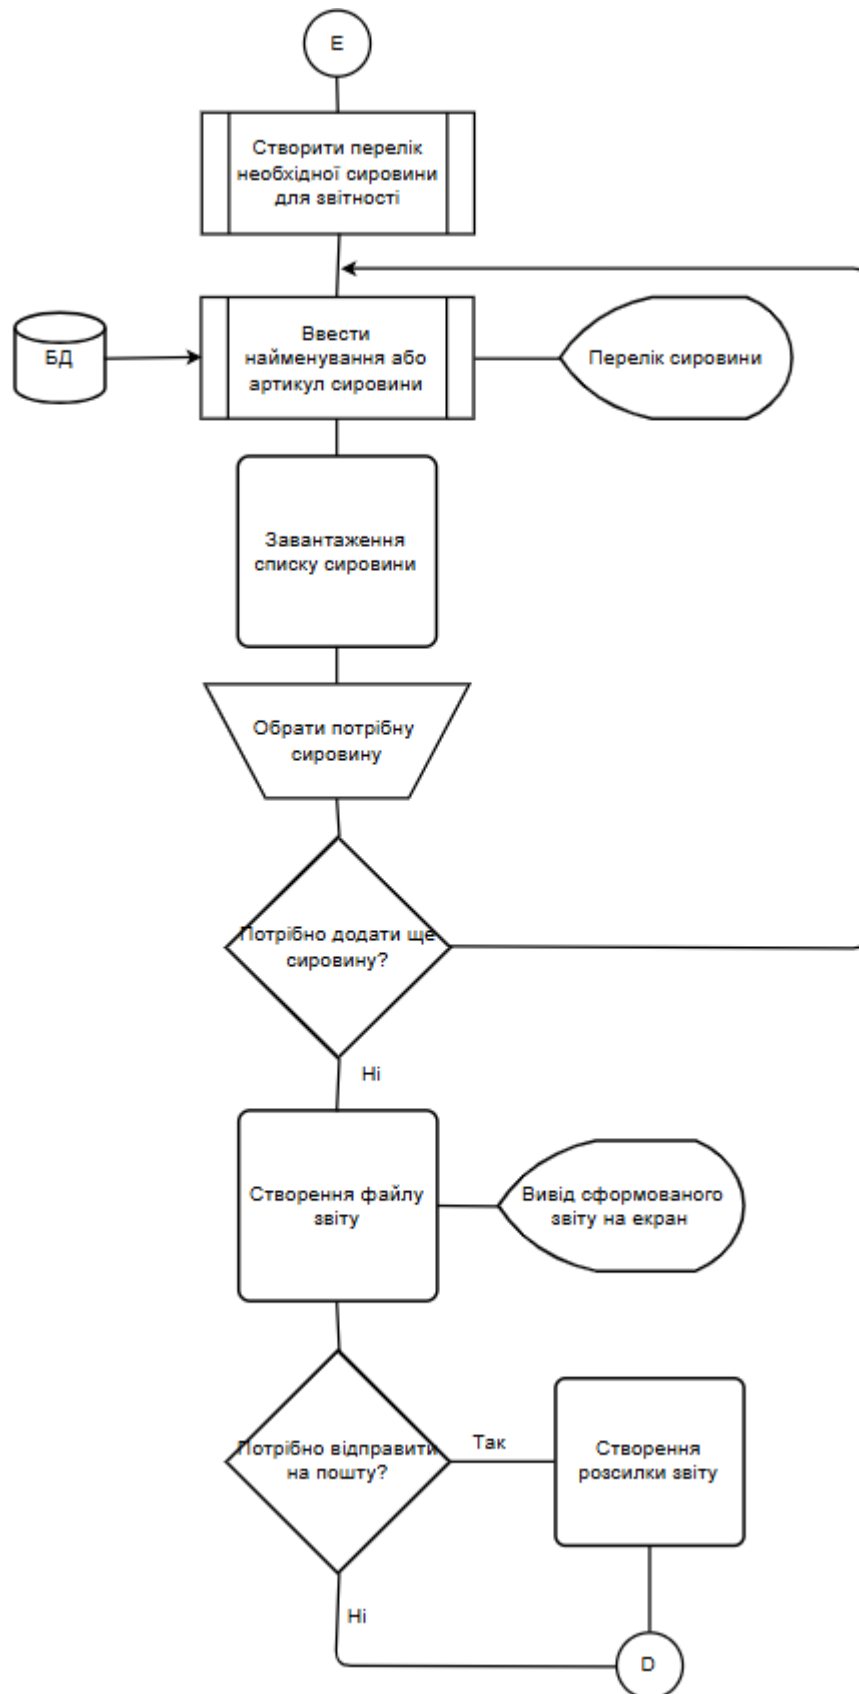 E
Створити перелік
необхідної сировини
для звітності
БД
Ввести
найменування або
артикул сировини
Перелік сировини
Завантаження
списку сировини
Обрати потрібну
сировину
Потрібно додати ще
сировину?
Ні
Створення файлу
звіту
Вивід сформованого
звіту на екран
Потрібно відправити
на пошту?
Так
Створення
розсилки звіту
Ні
D